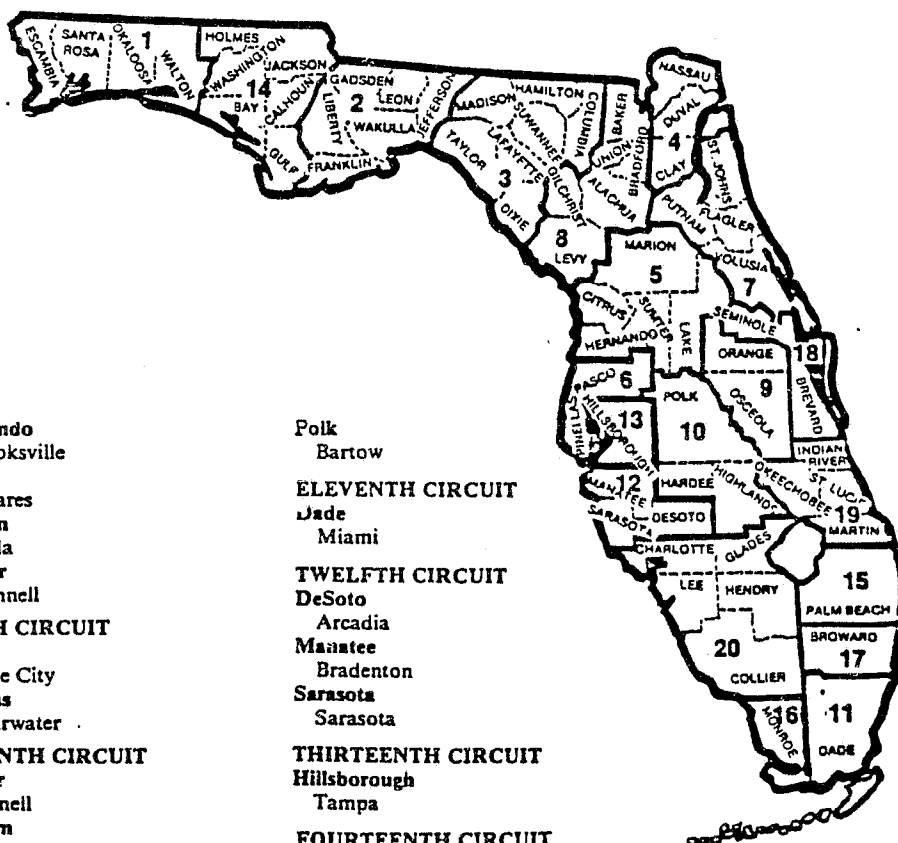 HOLMES
ESCAMBIA
SANTA
ROSA
OKALOOSA
1
WALTON
WASHINGTON
JACKSON
14
BAY
CALHOUN
GULF
GADSDEN
LIBERTY
2
LEON
JEFFERSON
WAKULLA
FRANKLIN
MADISON
HAMILTON
TAYLOR
LAFAYETTE
SUWANNEE
COLUMBIA
3
DIXIE
GILCHRIST
UNION
BAKER
BRADFORD
ALACHUA
8
LEVY
NASSAU
DUVAL
4
CLAY
ST. JOHNS
PUTNAM
FLAGLER
VOLUSIA
7
MARION
5
CITRUS
SUMTER
LAKE
HERNANDO
SEMINOLE
ORANGE
18
BREVARD
PASCO
6
PINELLAS
HILLSBOROUGH
13
POLK
10
OSCEOLA
9
INDIAN
RIVER
MANATEE
12
HARDEE
HIGHLANDS
OKEECHOBEE
ST LUCIE
19
MARTIN
SARASOTA
DESOTO
CHARLOTTE
GLADES
LEE
HENDRY
15
PALM BEACH
20
COLLIER
BROWARD
17
16
MONROE
11
DADE
ndo
oksville
ares
n
la
r
nnell
H CIRCUIT
e City
as
rwater
NTH CIRCUIT
r
nell
Polk
Bartow
ELEVENTH CIRCUIT
Dade
Miami
TWELFTH CIRCUIT
DeSoto
Arcadia
Manatee
Bradenton
Sarasota
Sarasota
THIRTEENTH CIRCUIT
Hillsborough
Tampa
FOURTEENTH CIRCUIT